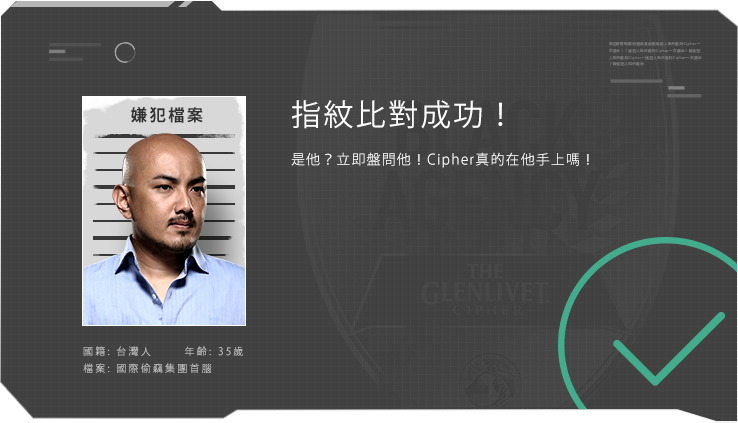 嫌犯檔案
指紋比對成功！
是他？立即盤問他！Cipher真的在他手上嗎！
THE
GLENLIVET
CIPHER
國籍: 台灣人 年齡: 35歲
檔案: 國際偷竊集團首腦